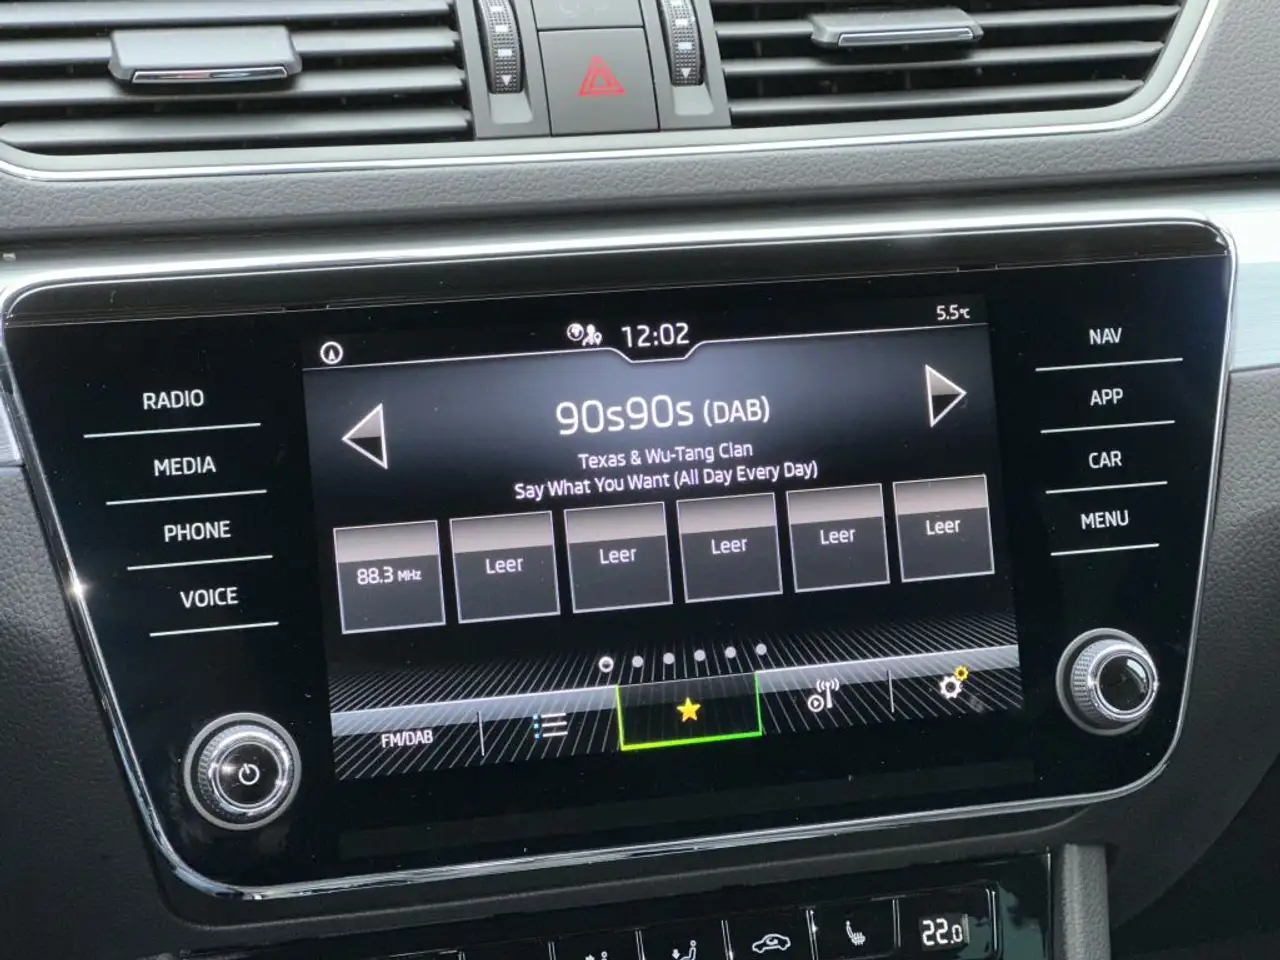 12:02
5.5°C
RADIO
MEDIA
PHONE
VOICE
90s90s (DAB)
Texas & Wu-Tang Clan
Say What You Want (All Day Every Day)
88.3 MHz
Leer
Leer
Leer
Leer
Leer
FM/DAB
NAV
APP
CAR
MENU
22.0